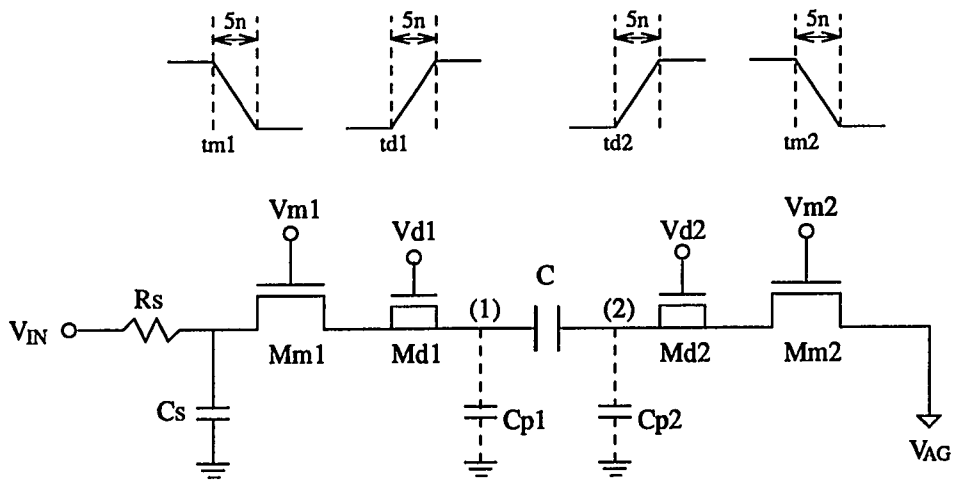 5n 5n 5n 5n
tm1 td1 td2 tm2
Vm1 Vd1 Vd2 Vm2
Rs C
VIN (1) (2)
Mm1 Md1 Md2 Mm2
Cs Cp1 Cp2
VAG